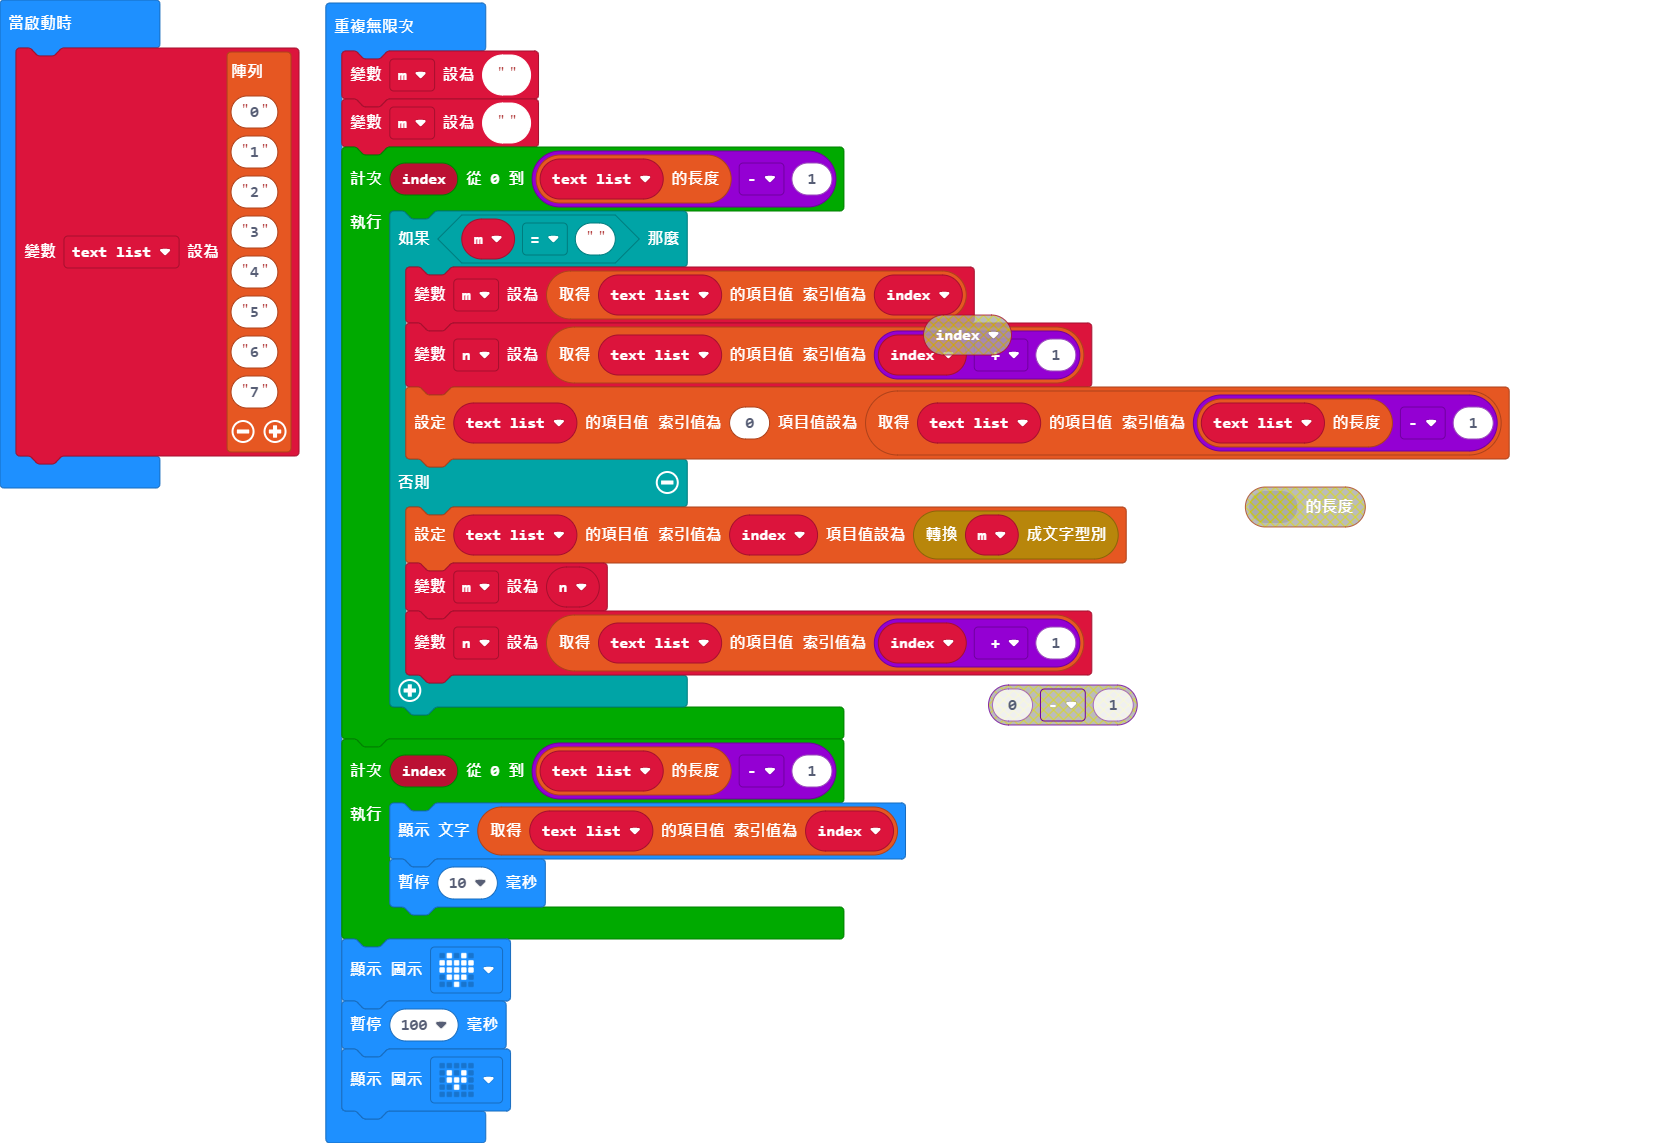 當啟動時
變數 text list 設為
陣列
"0"
"1"
"2"
"3"
"4"
"5"
"6"
"7"
重複無限次
變數 m 設為 " "
變數 m 設為 " "
計次 index 從 0 到 text list 的長度 - 1
執行
如果 m = " " 那麼
變數 m 設為 取得 text list 的項目值 索引值為 index
index
變數 n 設為 取得 text list 的項目值 索引值為 index + 1
設定 text list 的項目值 索引值為 0 項目值設為 取得 text list 的項目值 索引值為 text list 的長度 - 1
否則
的長度
設定 text list 的項目值 索引值為 index 項目值設為 轉換 m 成文字型別
變數 m 設為 n
變數 n 設為 取得 text list 的項目值 索引值為 index + 1
0 - 1
計次 index 從 0 到 text list 的長度 - 1
執行
顯示 文字 取得 text list 的項目值 索引值為 index
暫停 10 毫秒
顯示 圖示
暫停 100 毫秒
顯示 圖示